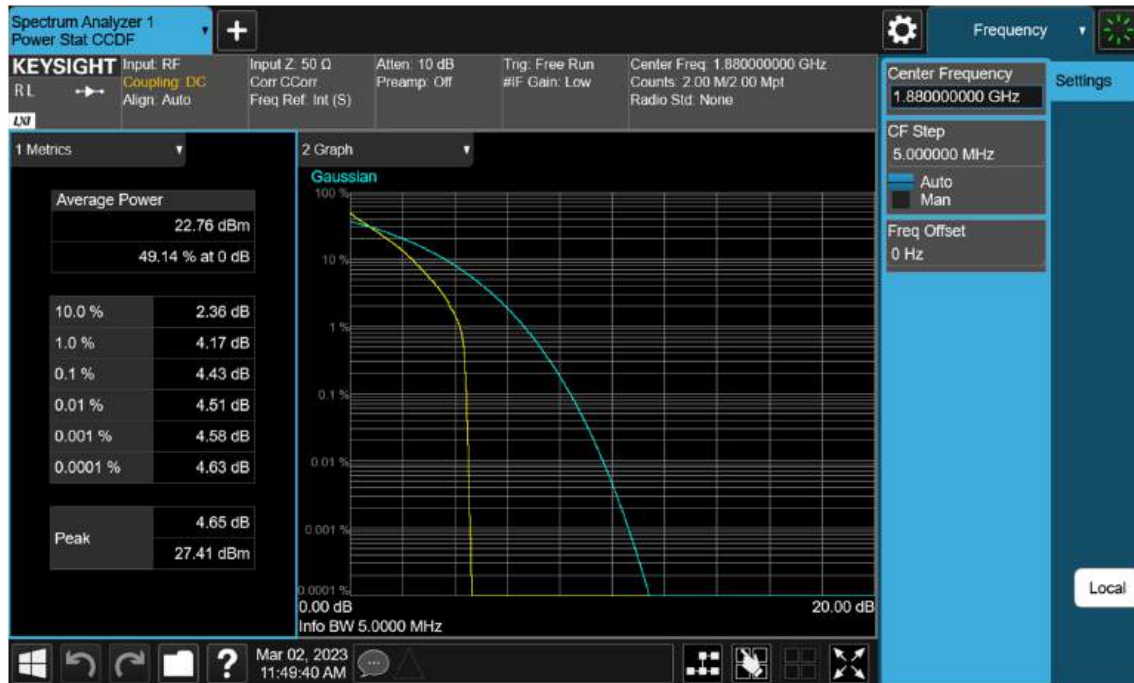 Spectrum Analyzer 1
Power Stat CCDF
+
Frequency
KEYSIGHT
Input: RF
Input Z: 50 Ω
Atten: 10 dB
Trig: Free Run
Center Freq: 1.880000000 GHz
RL
Coupling: DC
Corr CCorr
Preamp: Off
#IF Gain: Low
Counts: 2.00 M/2.00 Mpt
Align: Auto
Freq Ref: Int (S)
Radio Std: None
LXI
Center Frequency
1.880000000 GHz
Settings
CF Step
5.000000 MHz
Auto
Man
Freq Offset
0 Hz
1 Metrics
Average Power
22.76 dBm
49.14 % at 0 dB
10.0 % 2.36 dB
1.0 % 4.17 dB
0.1 % 4.43 dB
0.01 % 4.51 dB
0.001 % 4.58 dB
0.0001 % 4.63 dB
Peak
4.65 dB
27.41 dBm
2 Graph
Gaussian
100 %
10 %
1 %
0.1 %
0.01 %
0.001 %
0.0001 %
0.00 dB 20.00 dB
Info BW 5.0000 MHz
Local
?
Mar 02, 2023
11:49:40 AM